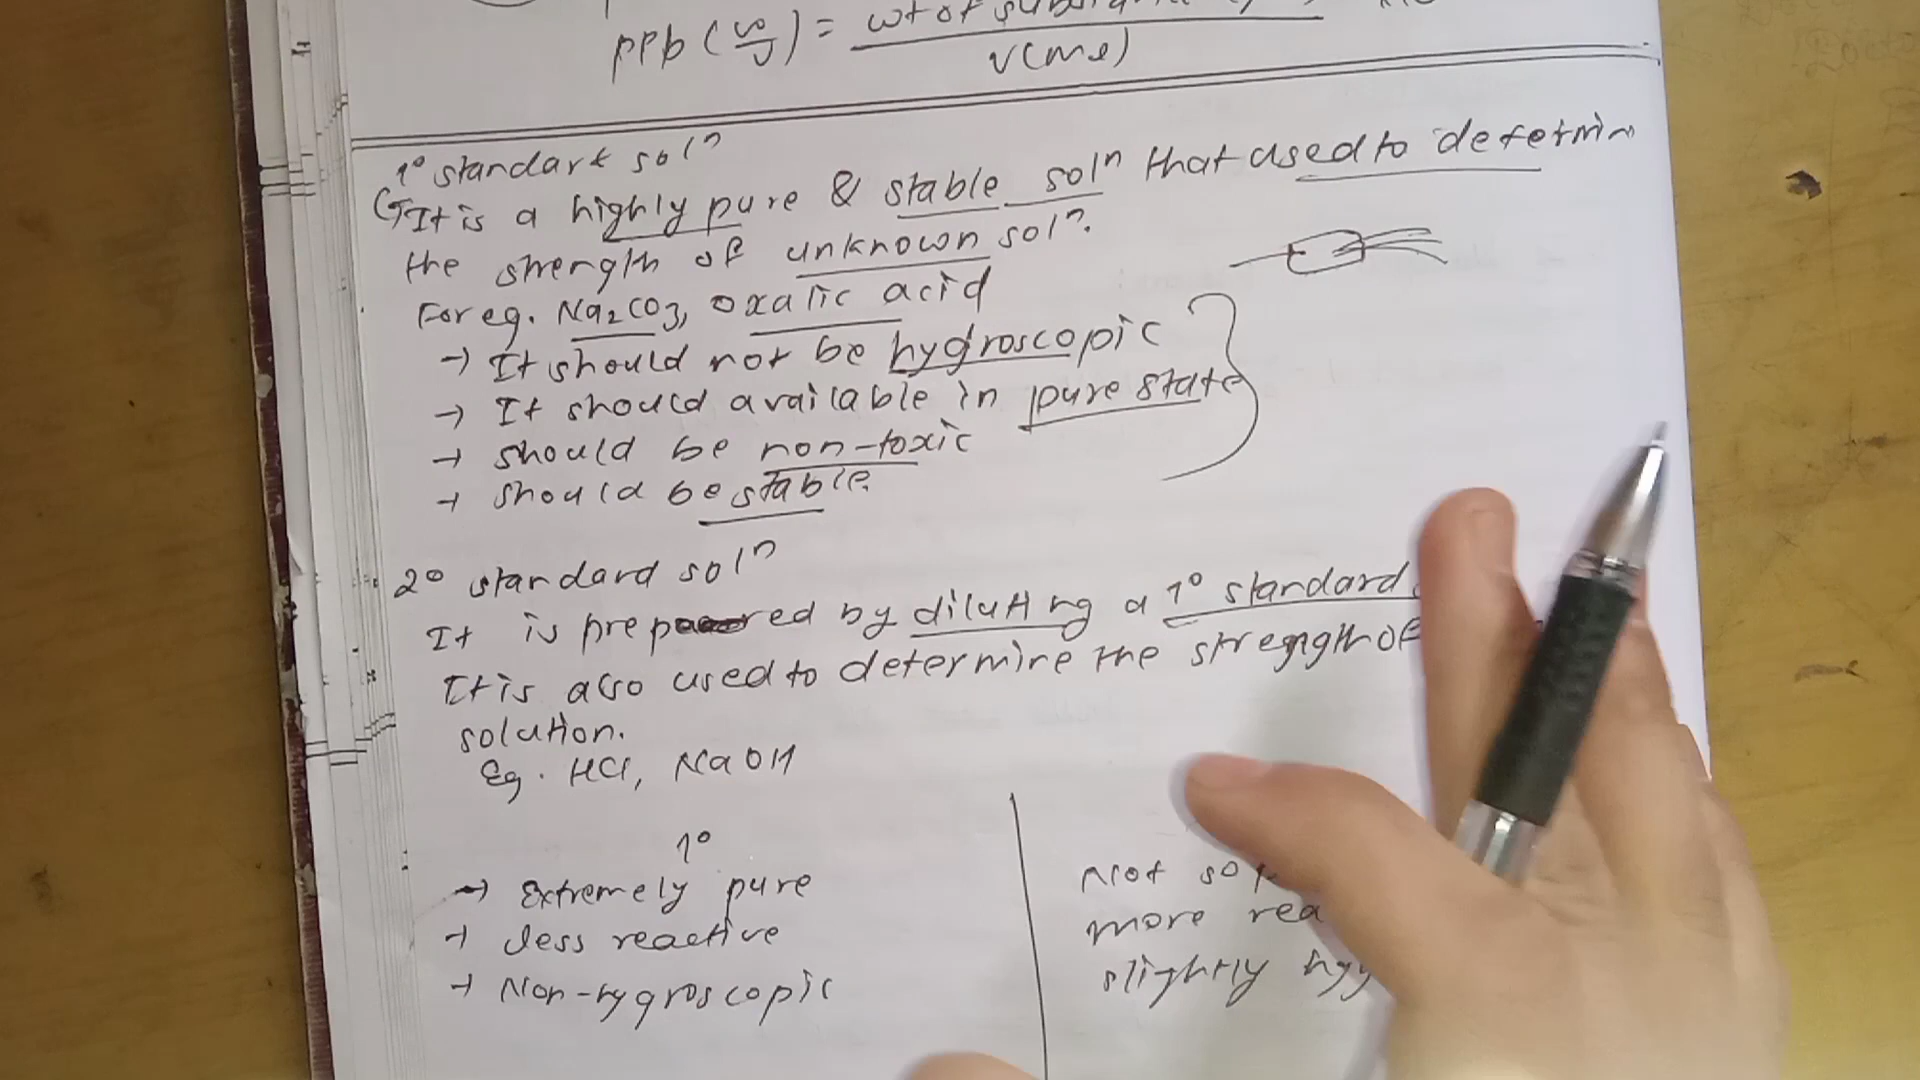 ppb (w/v) = wt of
v(ml)
1° standart solⁿ
It is a highly pure & stable solⁿ that used to determin
the strength of unknown solⁿ.
For eg. Na₂CO₃, oxalic acid
→ It should not be hygroscopic
→ It should available in pure state
→ should be non-toxic
→ should be stable.
2° standard solⁿ
It is prepared by diluting a 1° standard
It is also used to determine the strengthof
solution.
Eg. HCl, NaOH
1°
→ Extremely pure
→ less reactive
→ Non-hygroscopic
Not so
more
slightly